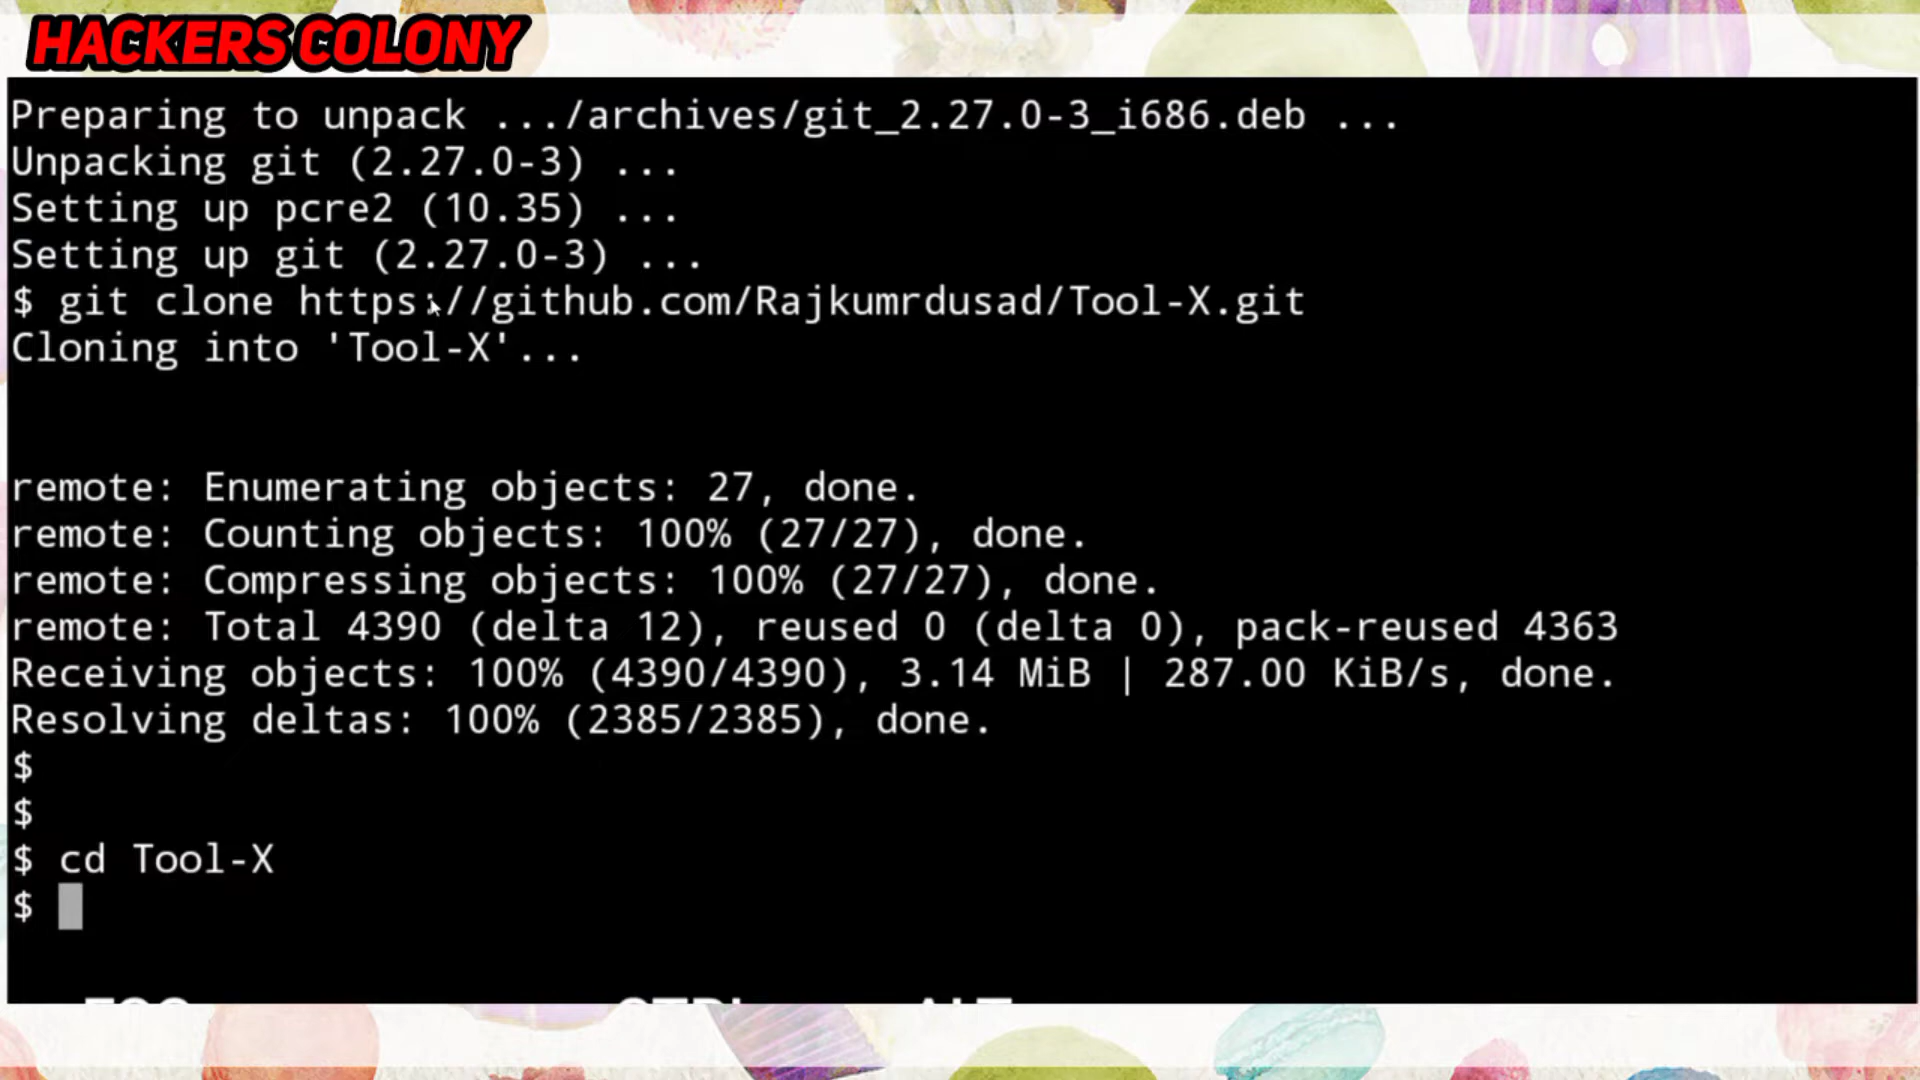 HACKERS COLONY
Preparing to unpack .../archives/git_2.27.0-3_i686.deb ...
Unpacking git (2.27.0-3) ...
Setting up pcre2 (10.35) ...
Setting up git (2.27.0-3) ...
$ git clone https://github.com/Rajkumrdusad/Tool-X.git
Cloning into 'Tool-X'...
remote: Enumerating objects: 27, done.
remote: Counting objects: 100% (27/27), done.
remote: Compressing objects: 100% (27/27), done.
remote: Total 4390 (delta 12), reused 0 (delta 0), pack-reused 4363
Receiving objects: 100% (4390/4390), 3.14 MiB | 287.00 KiB/s, done.
Resolving deltas: 100% (2385/2385), done.
$
$
$ cd Tool-X
$